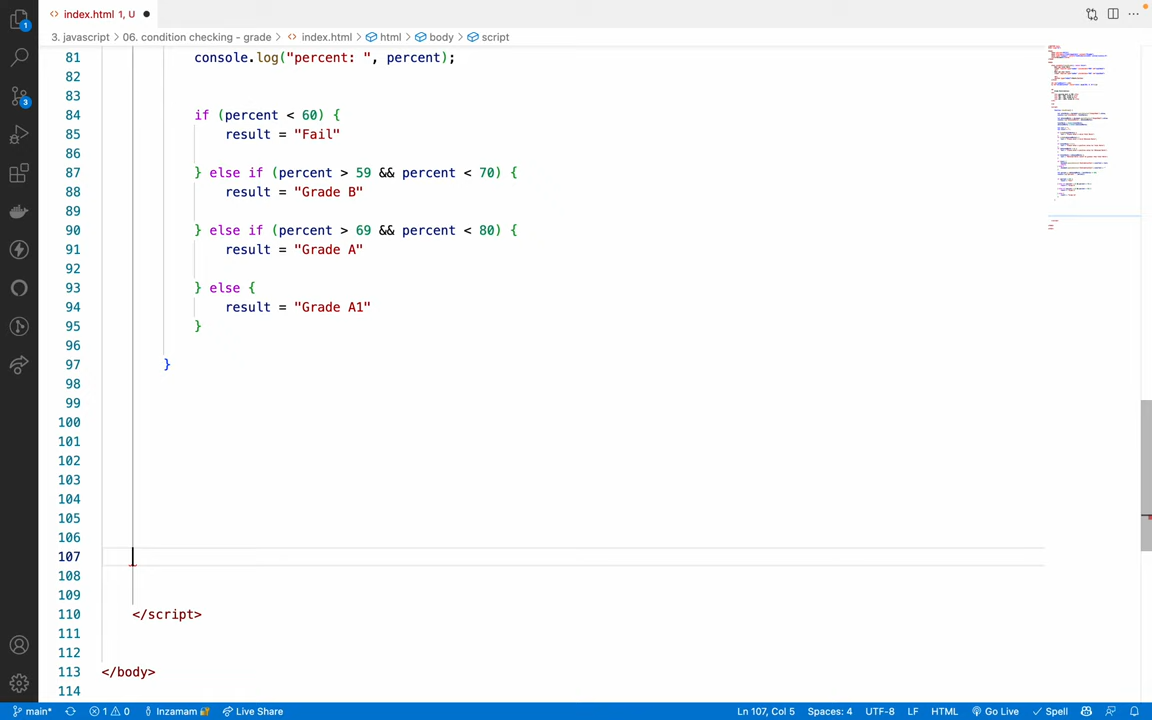 index.html 1, U
3. javascript > 06. condition checking - grade > index.html > html > body > script
81 console.log("percent: ", percent);
82
83
84 if (percent < 60) {
85 result = "Fail"
86
87 } else if (percent > 59 && percent < 70) {
88 result = "Grade B"
89
90 } else if (percent > 69 && percent < 80) {
91 result = "Grade A"
92
93 } else {
94 result = "Grade A1"
95 }
96
97 }
98
99
100
101
102
103
104
105
106
107
108
109
110 </script>
111
112
113 </body>
114
1
3
main* 1 0 Inzamam Live Share Ln 107, Col 5 Spaces: 4 UTF-8 LF HTML Go Live Spell